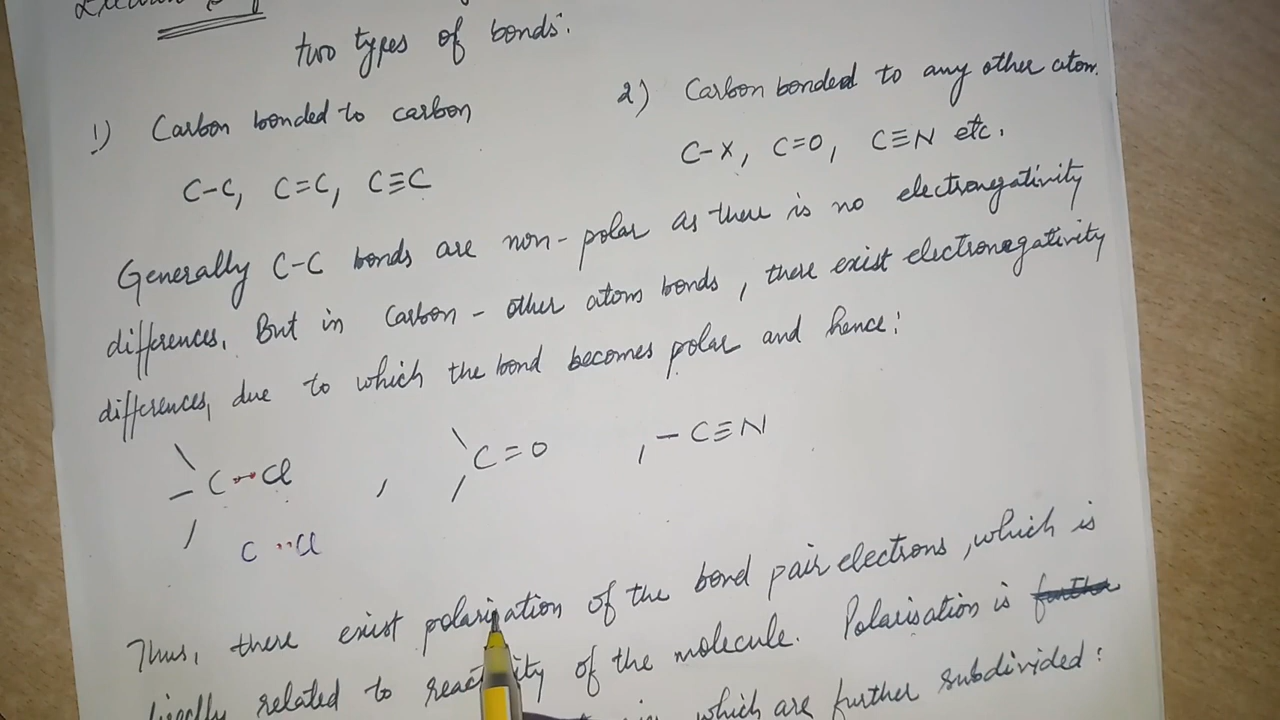 two types of bonds:
1) Carbon bonded to carbon
C-C, C=C, C≡C
2) Carbon bonded to any other atom.
C-X, C=O, C≡N etc.
Generally C-C bonds are non-polar as there is no electronegativity
differences. But in Carbon - other atom bonds, there exist electronegativity
differences, due to which the bond becomes polar and hence:
C Cl , C=O , -C≡N
C ··Cl
Thus, there exist polarisation of the bond pair electrons, which is
related to reactivity of the molecule. Polarisation is
which are further subdivided: